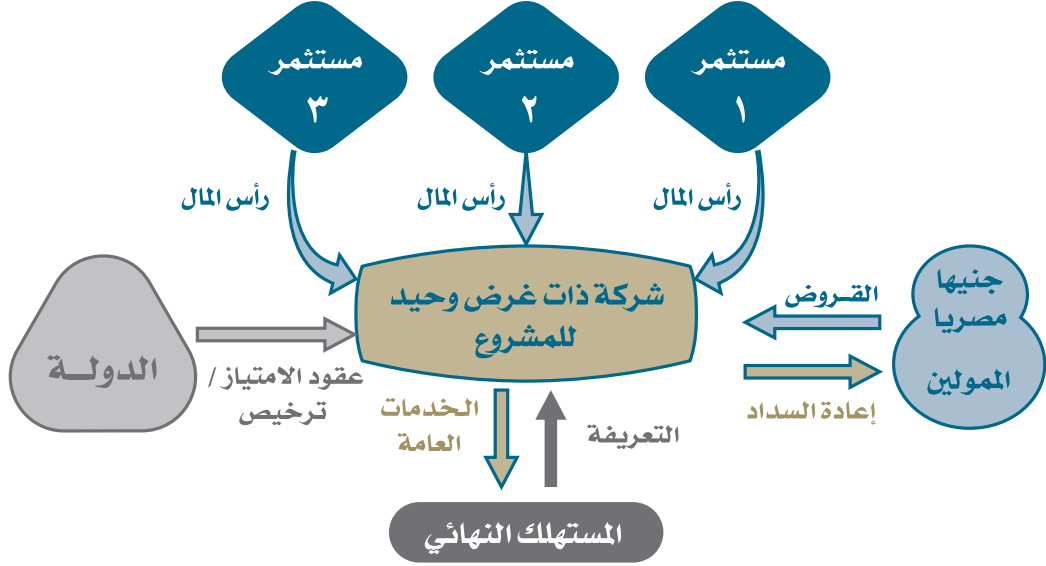 مستثمر
١
مستثمر
٢
مستثمر
٣
رأس المال
رأس المال
رأس المال
شركة ذات غرض وحيد
للمشروع
جنيها
مصريا
الممولين
القـروض
إعادة السداد
الدولــة
عقود الامتياز /
ترخيص
الخدمات
العامة
التعريفة
المستهلك النهائي